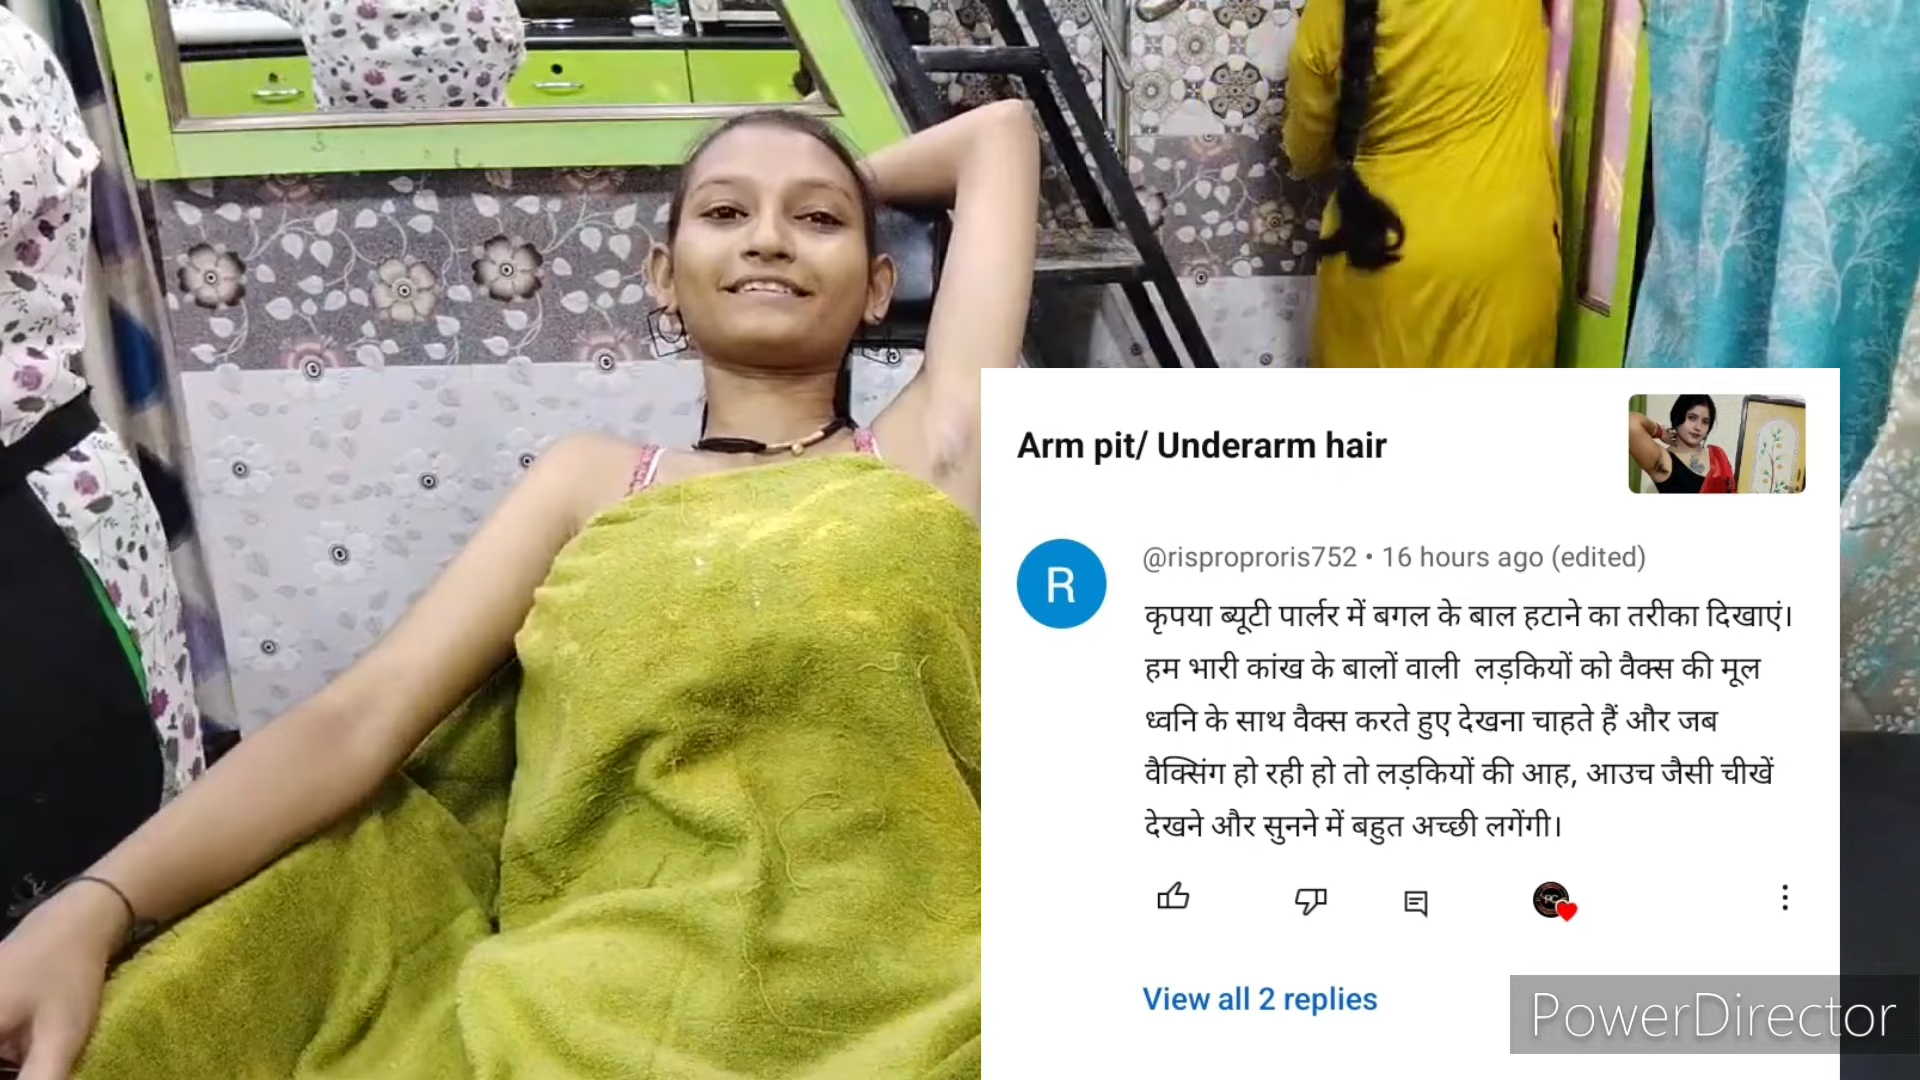 Arm pit/ Underarm hair
R
@risproproris752 • 16 hours ago (edited)
कृपया ब्यूटी पार्लर में बगल के बाल हटाने का तरीका दिखाएं।
हम भारी कांख के बालों वाली  लड़कियों को वैक्स की मूल
ध्वनि के साथ वैक्स करते हुए देखना चाहते हैं और जब
वैक्सिंग हो रही हो तो लड़कियों की आह, आउच जैसी चीखें
देखने और सुनने में बहुत अच्छी लगेंगी।
View all 2 replies
PowerDirector